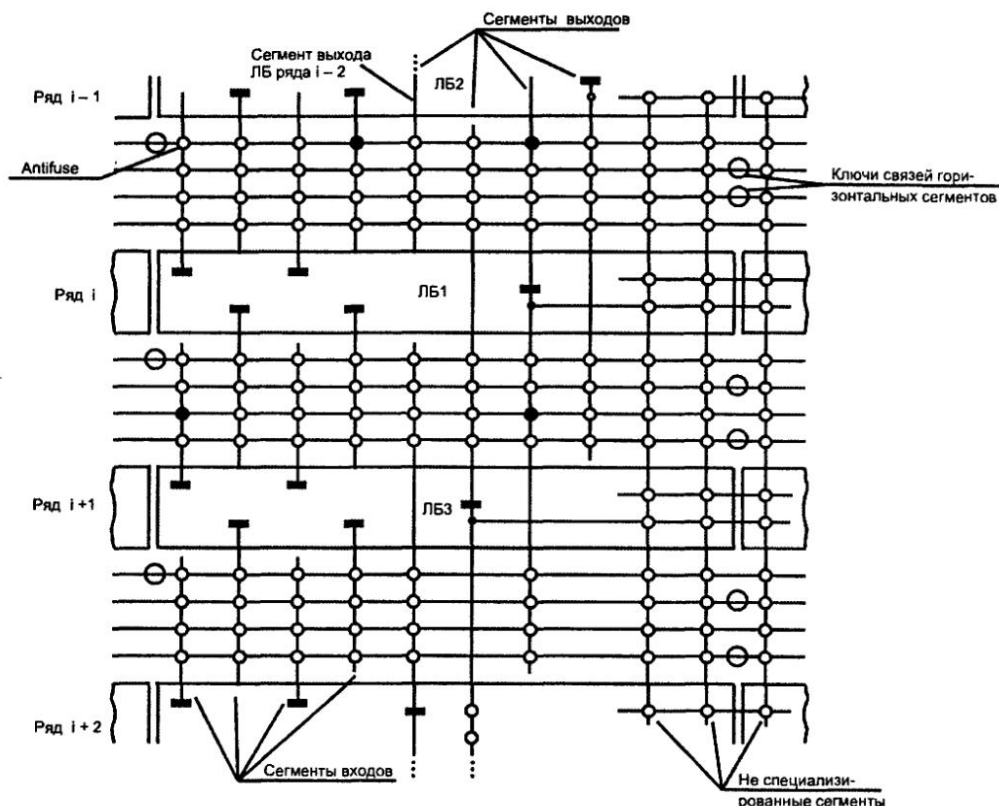 Сегменты выходов
Сегмент выхода
ЛБ ряда i – 2
ЛБ2
Ряд i – 1
Antifuse
Ключи связей гори-
зонтальных сегментов
Ряд i
ЛБ1
Ряд i +1
ЛБ3
Ряд i + 2
Сегменты входов
Не специализи-
рованные сегменты